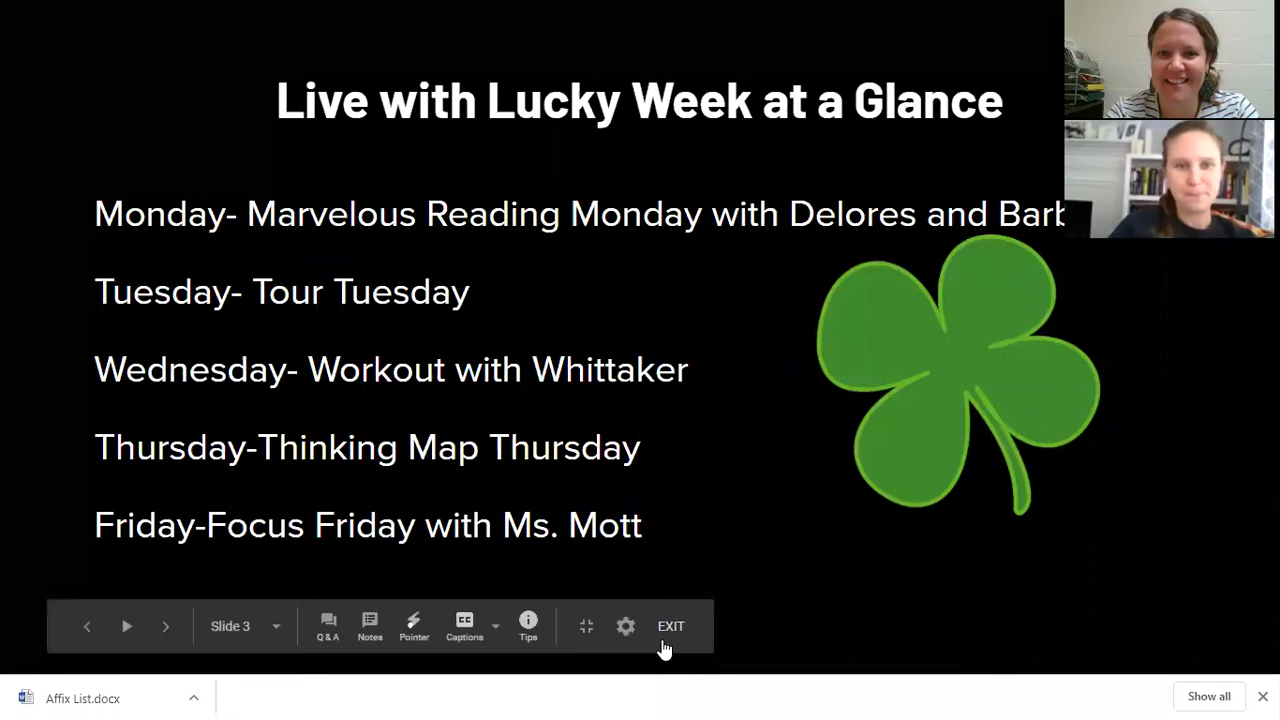 Live with Lucky Week at a Glance
Monday- Marvelous Reading Monday with Delores and Barb
Tuesday- Tour Tuesday
Wednesday- Workout with Whittaker
Thursday-Thinking Map Thursday
Friday-Focus Friday with Ms. Mott
Slide 3
Q & A
Notes
Pointer
CC
Captions
Tips
EXIT
Affix List.docx
Show all